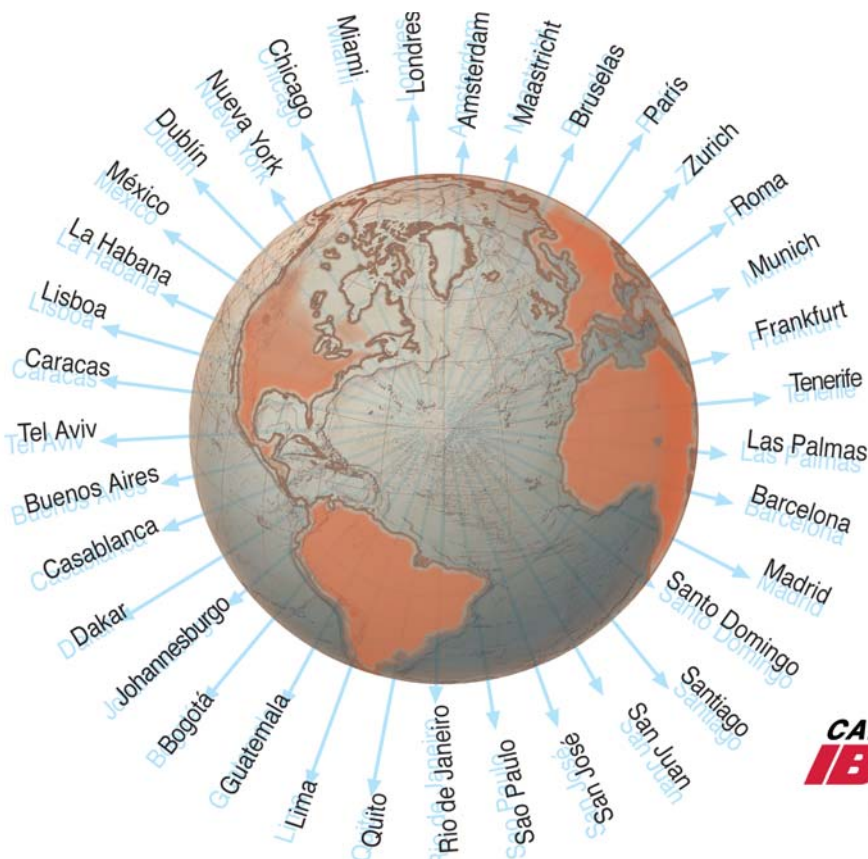 Londres
Amsterdam
Maastricht
Bruselas
París
Zurich
Roma
Munich
Frankfurt
Tenerife
Las Palmas
Barcelona
Madrid
Santo Domingo
Santiago
San Juan
San José
Sao Paulo
Rio de Janeiro
Quito
Lima
Guatemala
Bogotá
Johannesburgo
Dakar
Casablanca
Buenos Aires
Tel Aviv
Caracas
Lisboa
La Habana
México
Dublín
Nueva York
Chicago
Miami